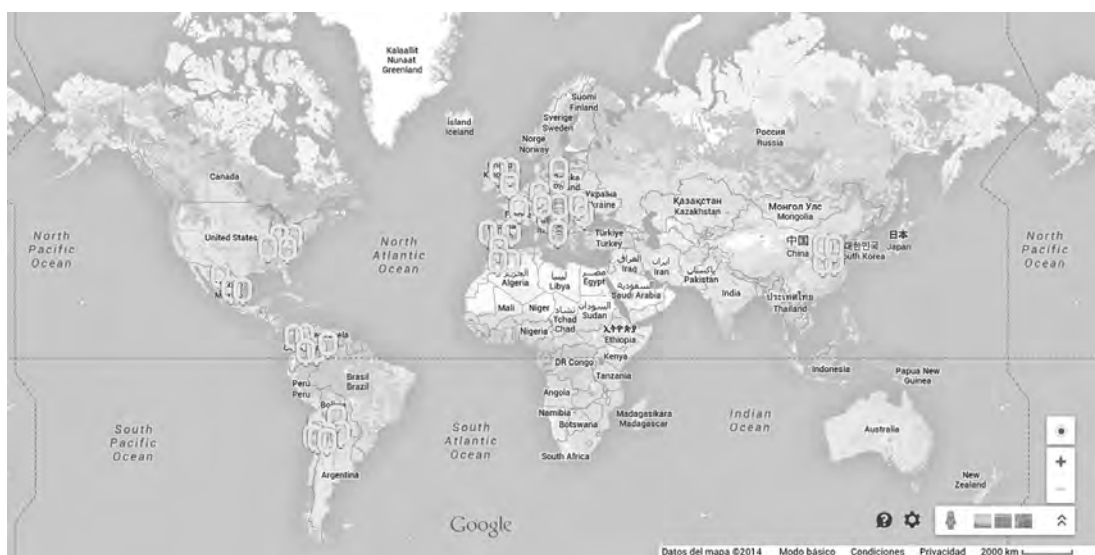 Kalaallit
Nunaat
Greenland
Ísland
Iceland
Suomi
Finland
Sverige
Sweden
Norge
Norway
Россия
Russia
Canada
Україна
Ukraine
Қазақстан
Kazakhstan
Монгол Улс
Mongolia
United States
North
Pacific
Ocean
North
Atlantic
Ocean
Türkiye
Turkey
中国
China
대한민국
South Korea
日本
Japan
North
Pacific
Ocean
الجزائر
Algeria
ليبيا
Libya
مصر
Egypt
العراق
Iraq
ایران
Iran
پاکستان
Pakistan
السعودية
Saudi Arabia
India
Mali
Niger
تشاد
Tchad
Chad
السودان
Sudan
ประเทศไทย
Thailand
Nigeria
ኢትዮጵያ
Ethiopia
DR Congo
Kenya
Tanzania
Indonesia
Papua New
Guinea
Perú
Peru
Brasil
Brazil
Angola
Namibia
Botswana
Madagasikara
Madagascar
South
Pacific
Ocean
South
Atlantic
Ocean
Indian
Ocean
Australia
South Africa
Argentina
New
Zealand
Google
Datos del mapa ©2014 Modo básico Condiciones Privacidad 2000 km